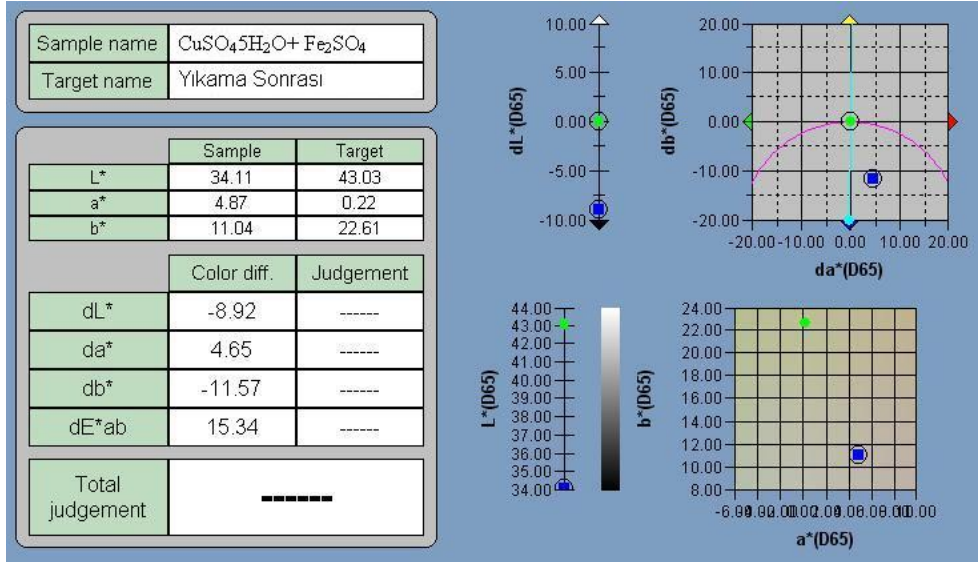 Sample name CuSO₄5H₂O+ Fe₂SO₄
Target name Yıkama Sonrası
Sample Target
L* 34.11 43.03
a* 4.87 0.22
b* 11.04 22.61
Color diff. Judgement
dL* -8.92 ------
da* 4.65 ------
db* -11.57 ------
dE*ab 15.34 ------
Total
judgement ------
dL*(D65)
10.00
5.00
0.00
-5.00
-10.00
db*(D65)
20.00
10.00
0.00
-10.00
-20.00
-20.00 -10.00 0.00 10.00 20.00
da*(D65)
L*(D65)
44.00
43.00
42.00
41.00
40.00
39.00
38.00
37.00
36.00
35.00
34.00
b*(D65)
24.00
22.00
20.00
18.00
16.00
14.00
12.00
10.00
8.00
a*(D65)